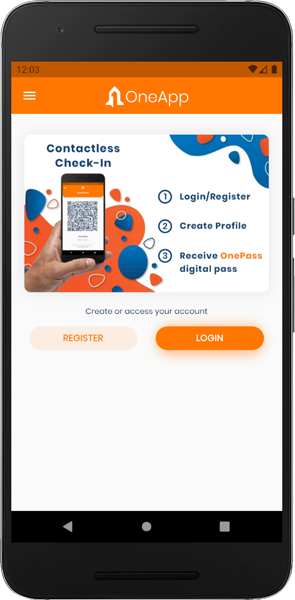 12:03
OneApp
Contactless
Check-In
1 Login/Register
2 Create Profile
3 Receive OnePass
digital pass
Create or access your account
REGISTER
LOGIN